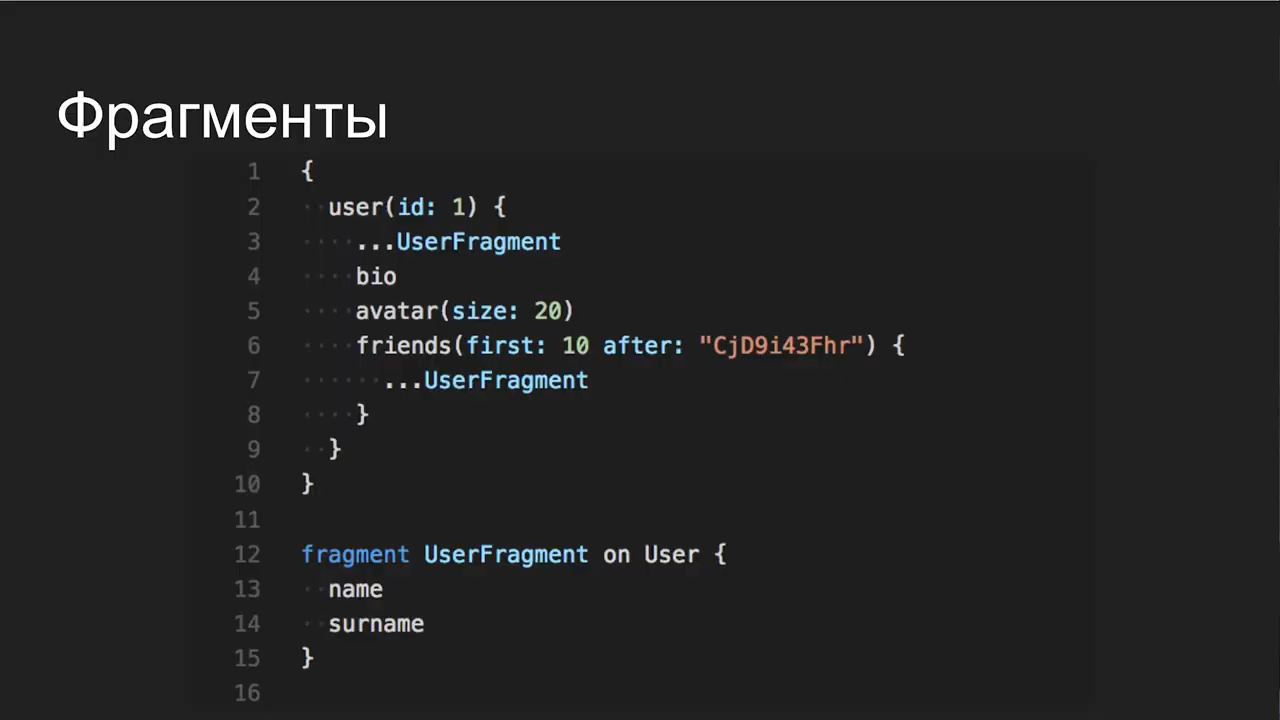 Фрагменты
1 {
2 user(id: 1) {
3 ...UserFragment
4 bio
5 avatar(size: 20)
6 friends(first: 10 after: "CjD9i43Fhr") {
7 ...UserFragment
8 }
9 }
10 }
11
12 fragment UserFragment on User {
13 name
14 surname
15 }
16